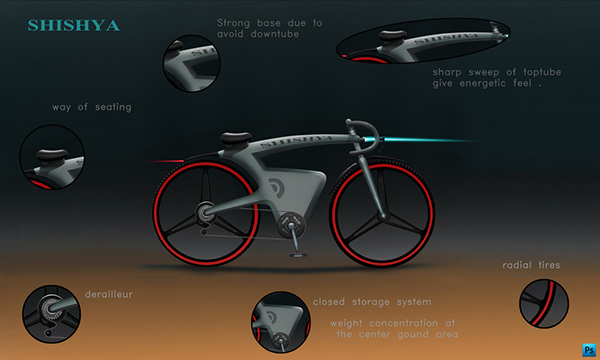 SHISHYA
Strong base due to
avoid downtube
SHISHYA
sharp sweep of toptube
give energetic feel .
way of seating
SHISHYA
derailleur
closed storage system
weight concentration at
the center gound area
radial tires
Ps